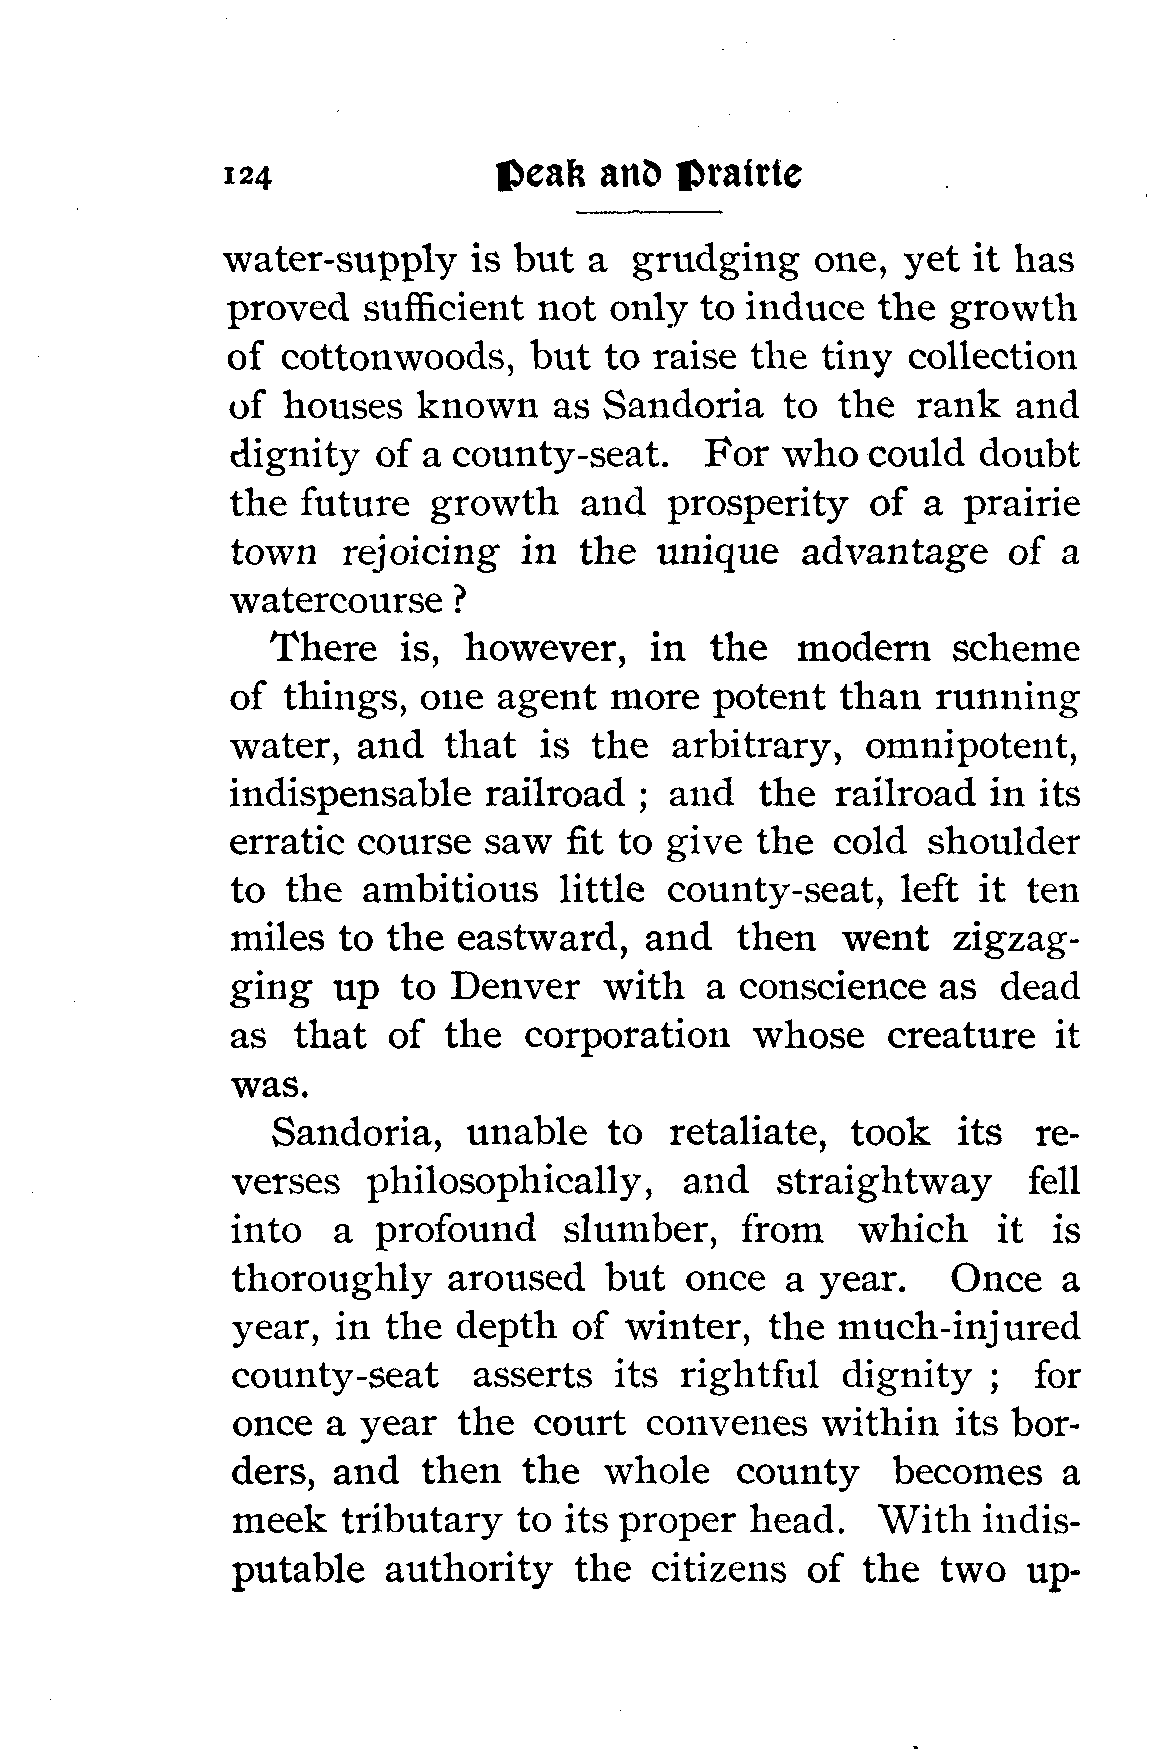 124 Peak and Prairie
water-supply is but a grudging one, yet it has
proved sufficient not only to induce the growth
of cottonwoods, but to raise the tiny collection
of houses known as Sandoria to the rank and
dignity of a county-seat. For who could doubt
the future growth and prosperity of a prairie
town rejoicing in the unique advantage of a
watercourse ?
There is, however, in the modern scheme
of things, one agent more potent than running
water, and that is the arbitrary, omnipotent,
indispensable railroad ; and the railroad in its
erratic course saw fit to give the cold shoulder
to the ambitious little county-seat, left it ten
miles to the eastward, and then went zigzag-
ging up to Denver with a conscience as dead
as that of the corporation whose creature it
was.
Sandoria, unable to retaliate, took its re-
verses philosophically, and straightway fell
into a profound slumber, from which it is
thoroughly aroused but once a year. Once a
year, in the depth of winter, the much-injured
county-seat asserts its rightful dignity ; for
once a year the court convenes within its bor-
ders, and then the whole county becomes a
meek tributary to its proper head. With indis-
putable authority the citizens of the two up-